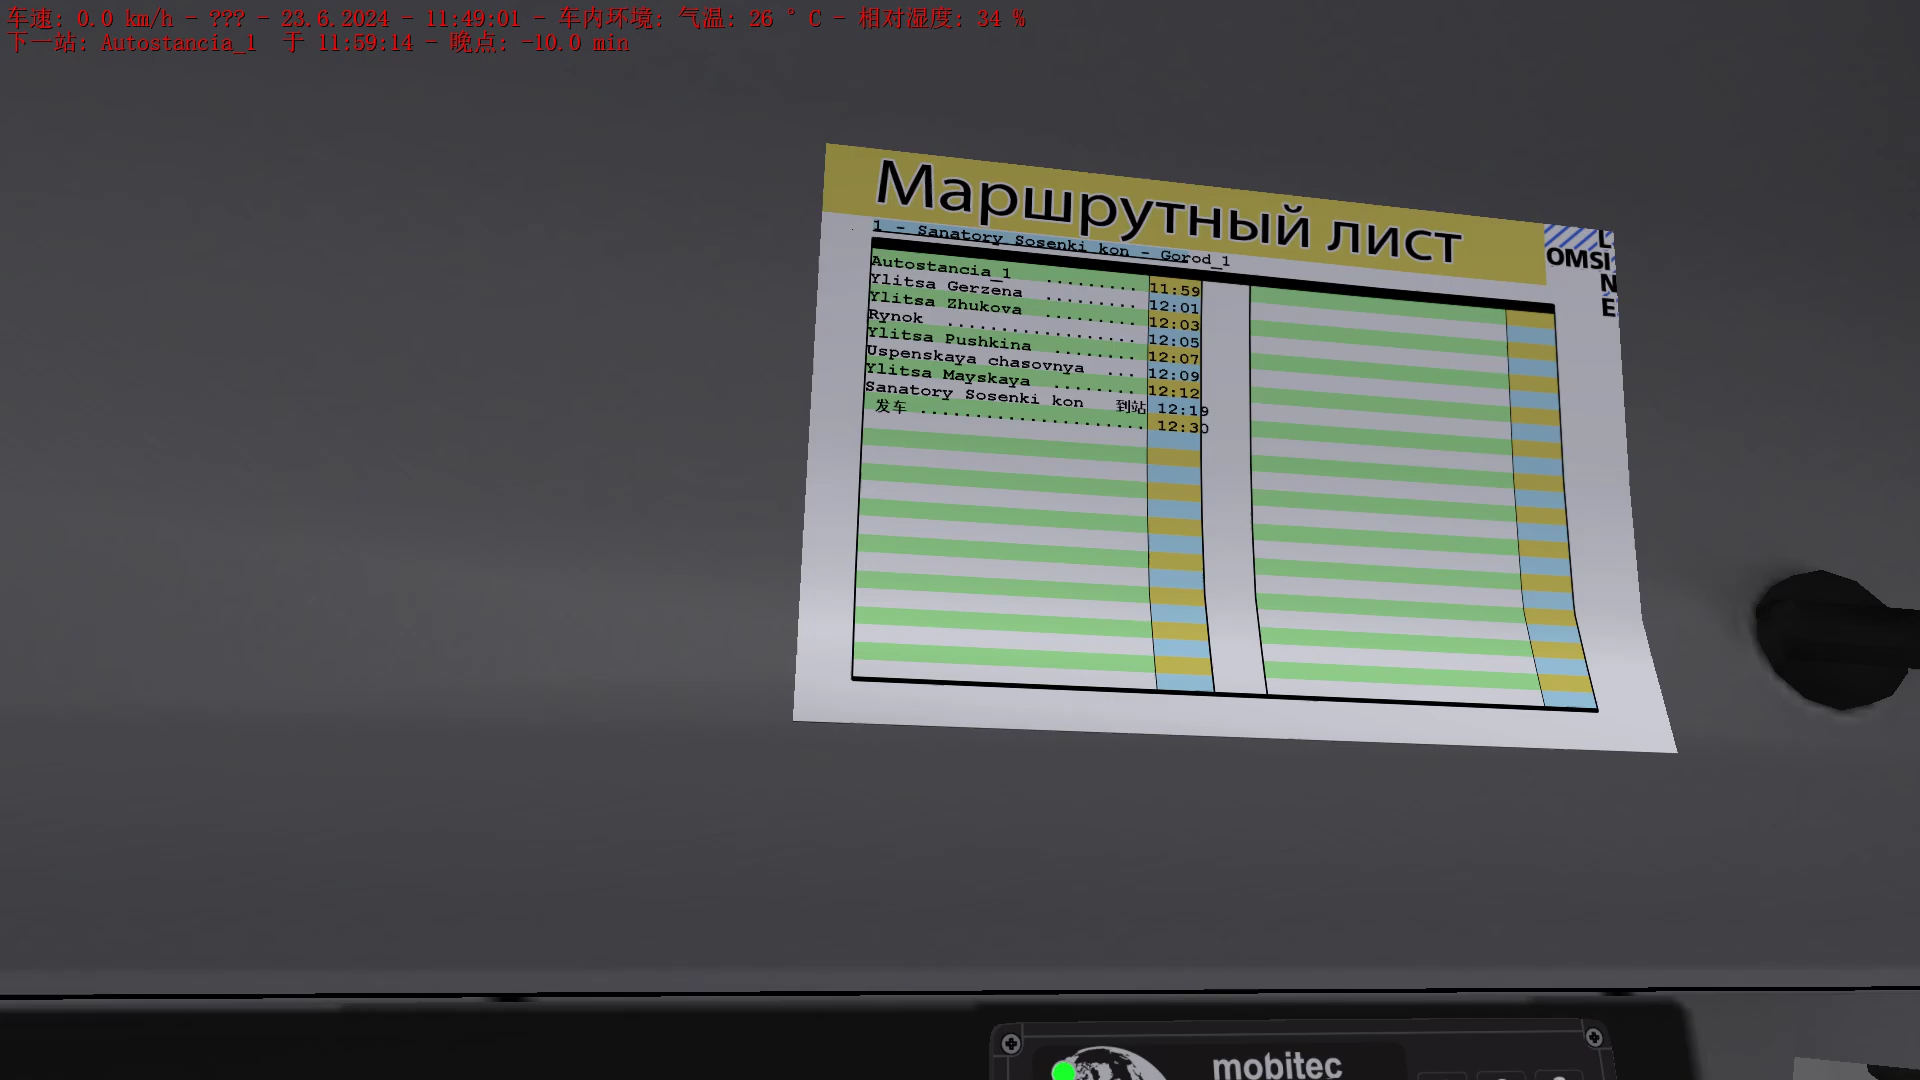 车速: 0.0 km/h - ??? - 23.6.2024 - 11:49:01 - 车内环境: 气温: 26 °C - 相对湿度: 34 %
下一站: Autostancia_1 于 11:59:14 - 晚点: -10.0 min
Маршрутный лист
L
OMSI
N
E
1 - Sanatory Sosenki kon - Gorod_1
Autostancia_1 ......... 11:59
Ylitsa Gerzena ......... 12:01
Ylitsa Zhukova ......... 12:03
Rynok .................. 12:05
Ylitsa Pushkina ........ 12:07
Uspenskaya chasovnya ... 12:09
Ylitsa Mayskaya ........ 12:12
Sanatory Sosenki kon 到站 12:19
发车 ..................... 12:30
mobitec